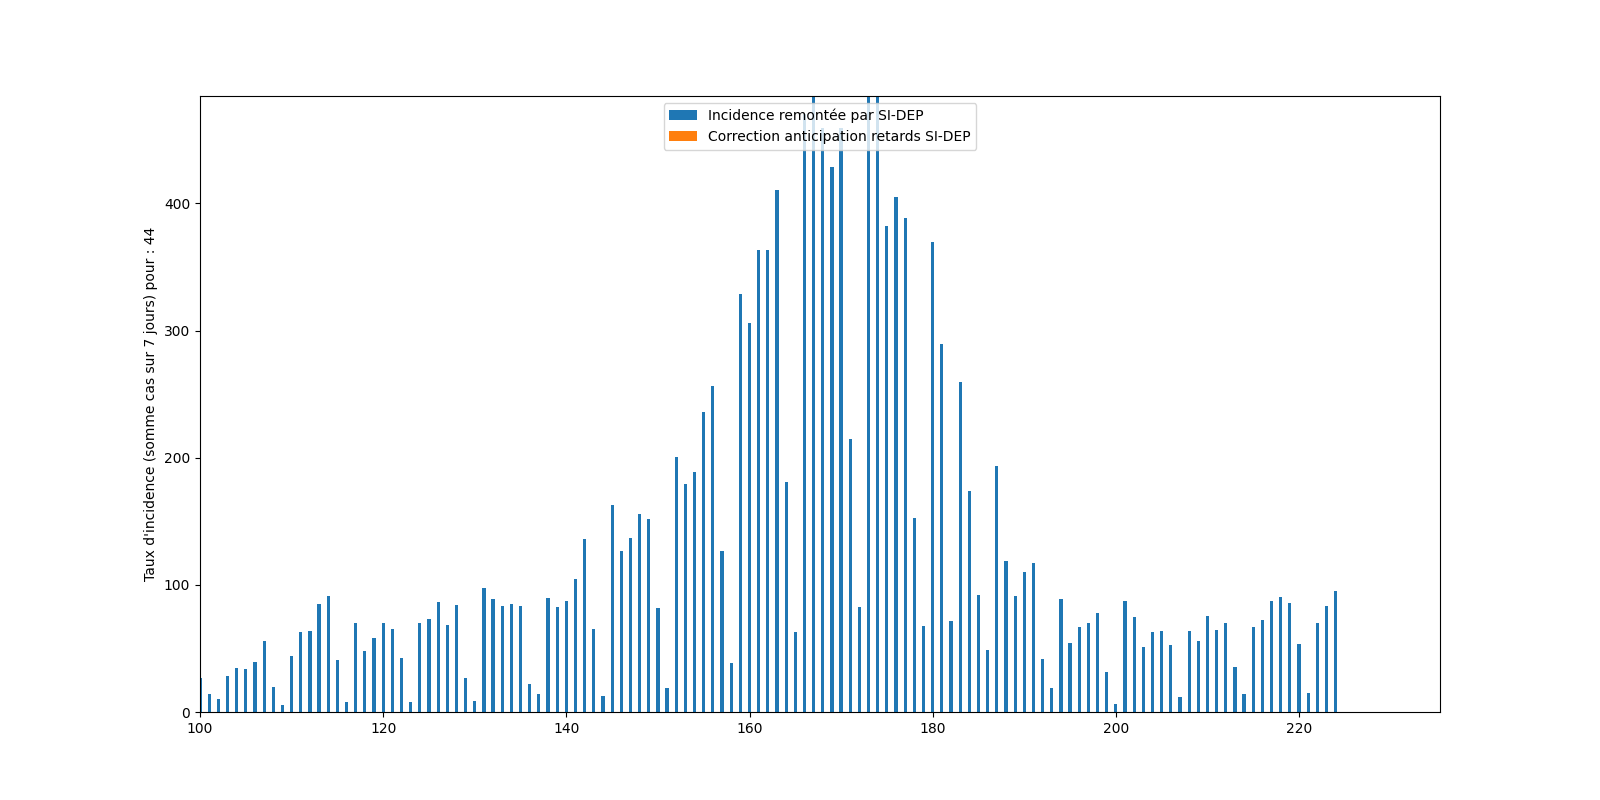 Incidence remontée par SI-DEP
Correction anticipation retards SI-DEP
Taux d'incidence (somme cas sur 7 jours) pour : 44
400
300
200
100
0
100 120 140 160 180 200 220